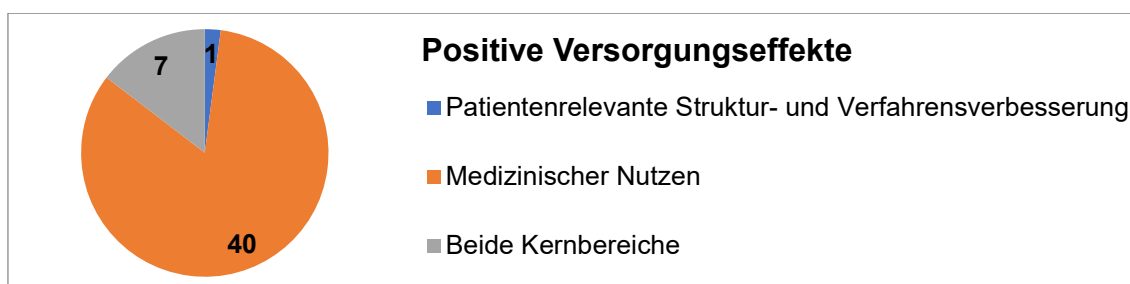 Positive Versorgungseffekte
1
7
40
Patientenrelevante Struktur- und Verfahrensverbesserung
Medizinischer Nutzen
Beide Kernbereiche